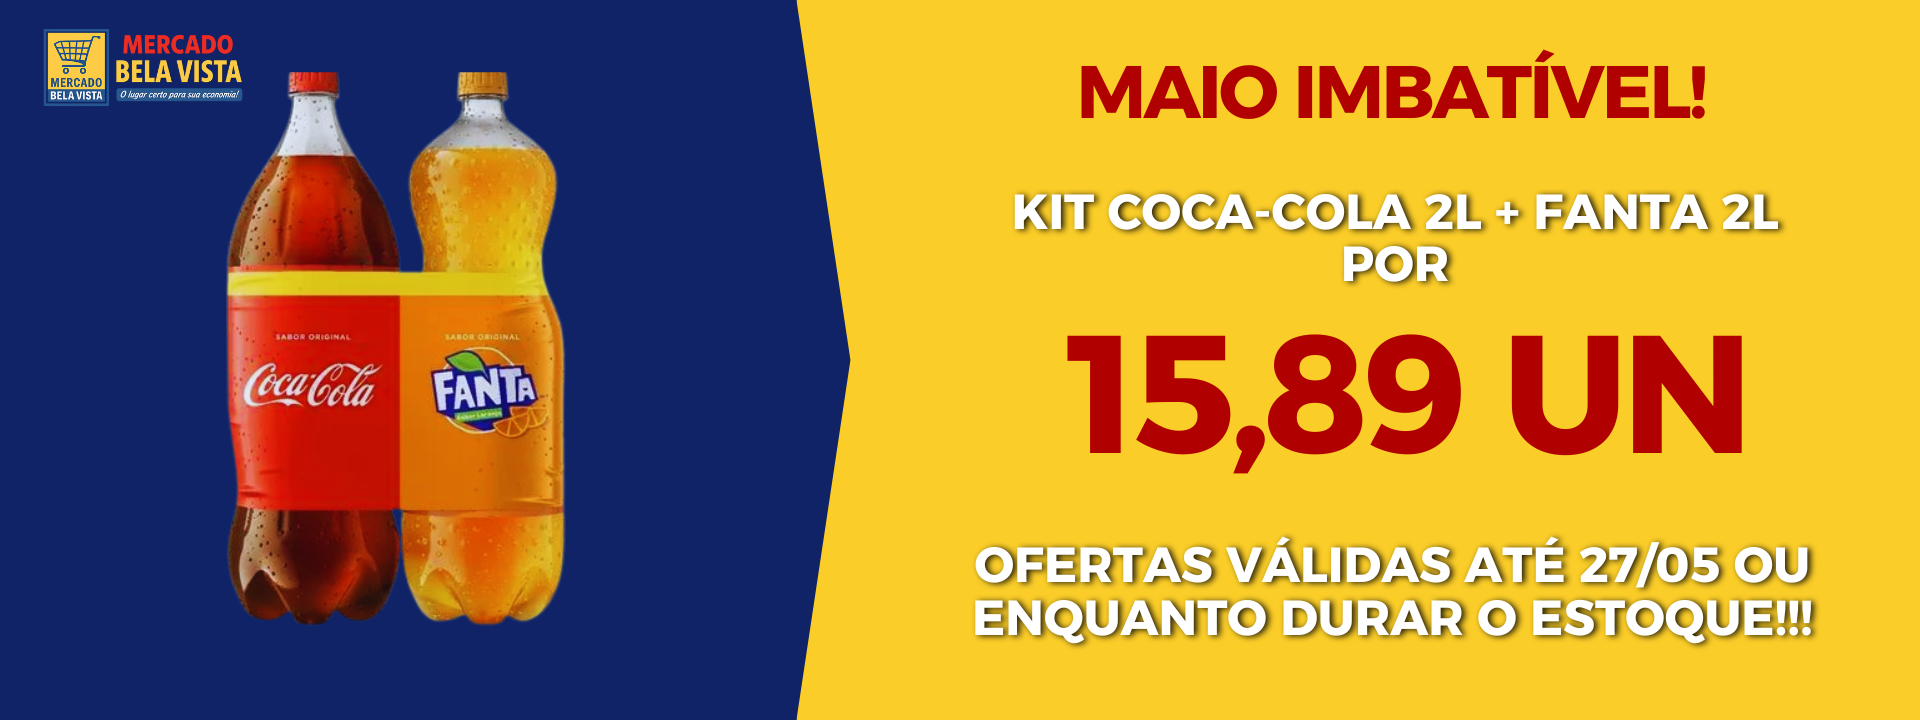 MERCADO
BELA VISTA
MERCADO
BELA VISTA
O lugar certo para sua economia!
SABOR ORIGINAL
Coca-Cola
SABOR ORIGINAL
FANTA
Sabor Laranja
MAIO IMBATÍVEL!
KIT COCA-COLA 2L + FANTA 2L
POR
15,89 UN
OFERTAS VÁLIDAS ATÉ 27/05 OU
ENQUANTO DURAR O ESTOQUE!!!